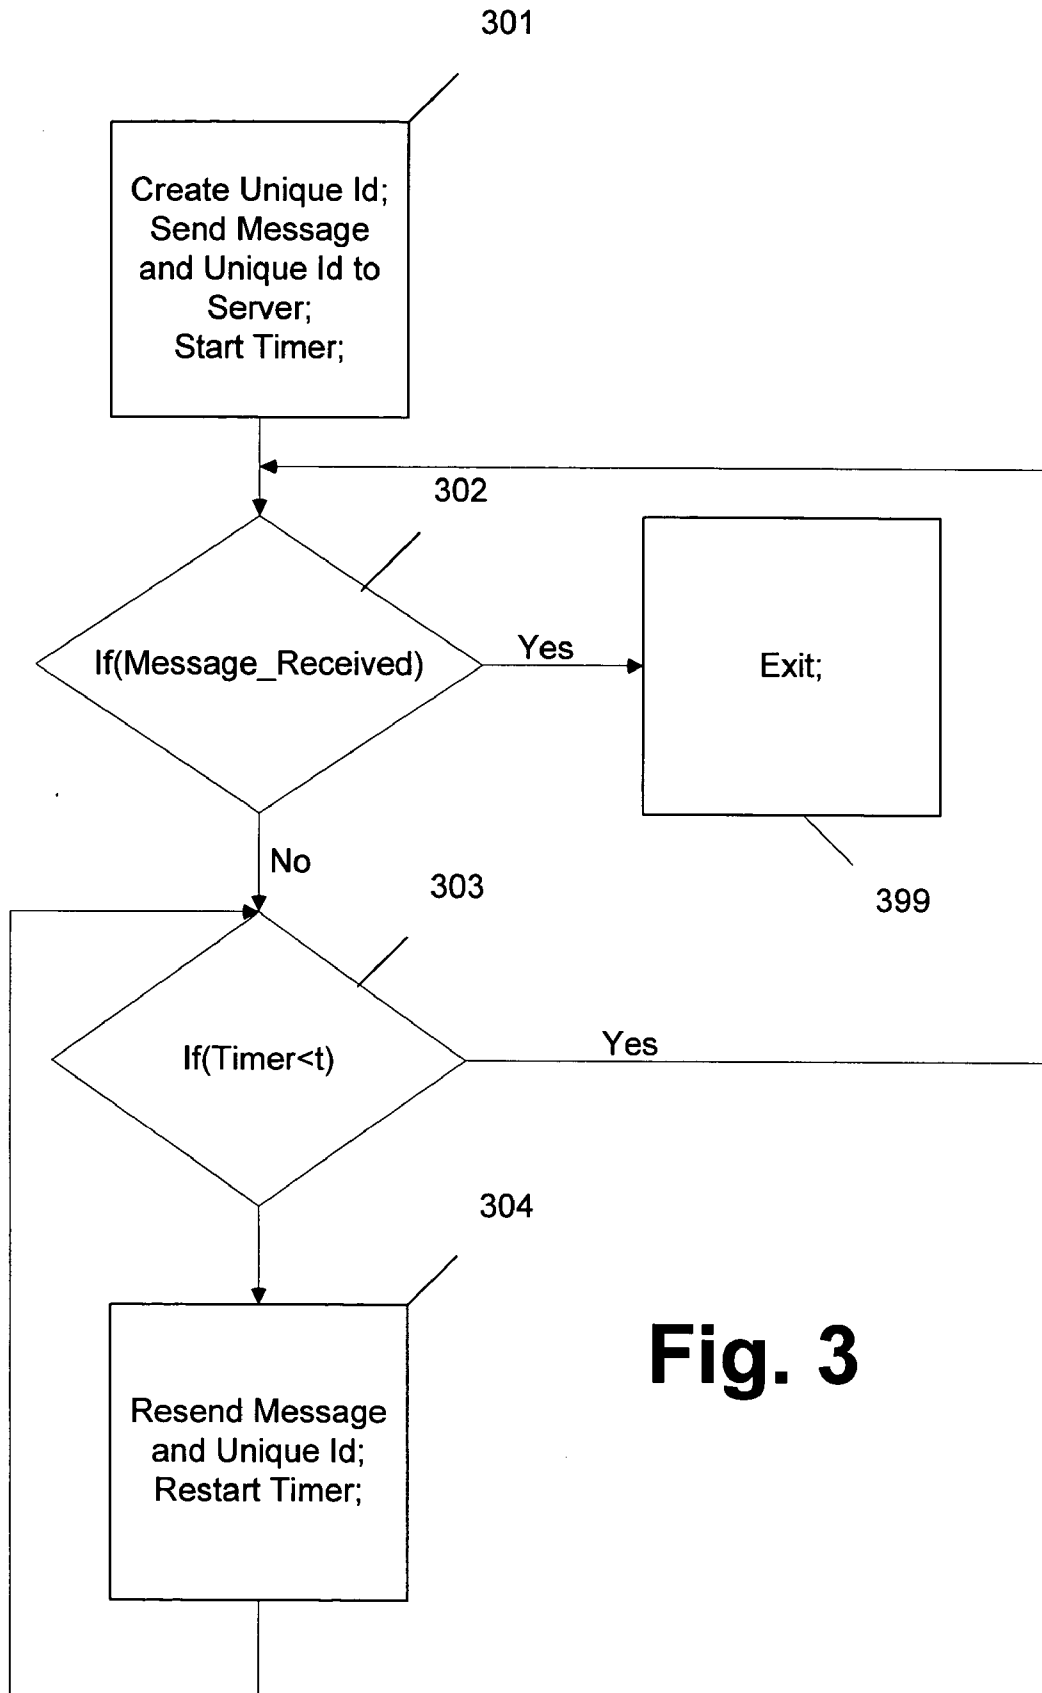 301
Create Unique Id;
Send Message
and Unique Id to
Server;
Start Timer;
302
If(Message_Received)
Yes
Exit;
No
303
399
If(Timer<t)
Yes
304
Resend Message
and Unique Id;
Restart Timer;
Fig. 3